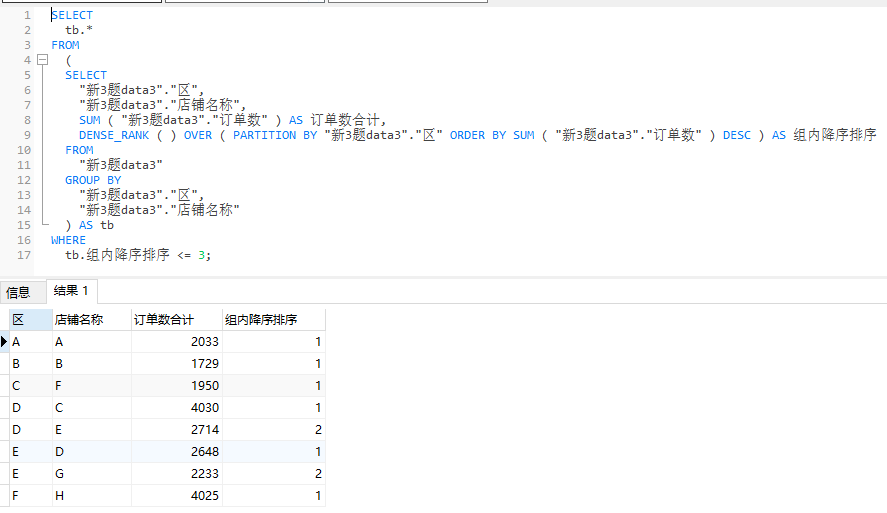 1 SELECT
2 tb.*
3 FROM
4 (
5 SELECT
6 "新3题data3"."区",
7 "新3题data3"."店铺名称",
8 SUM ( "新3题data3"."订单数" ) AS 订单数合计,
9 DENSE_RANK ( ) OVER ( PARTITION BY "新3题data3"."区" ORDER BY SUM ( "新3题data3"."订单数" ) DESC ) AS 组内降序排序
10 FROM
11 "新3题data3"
12 GROUP BY
13 "新3题data3"."区",
14 "新3题data3"."店铺名称"
15 ) AS tb
16 WHERE
17 tb.组内降序排序 <= 3;
信息 结果 1
区 店铺名称 订单数合计 组内降序排序
A A 2033 1
B B 1729 1
C F 1950 1
D C 4030 1
D E 2714 2
E D 2648 1
E G 2233 2
F H 4025 1